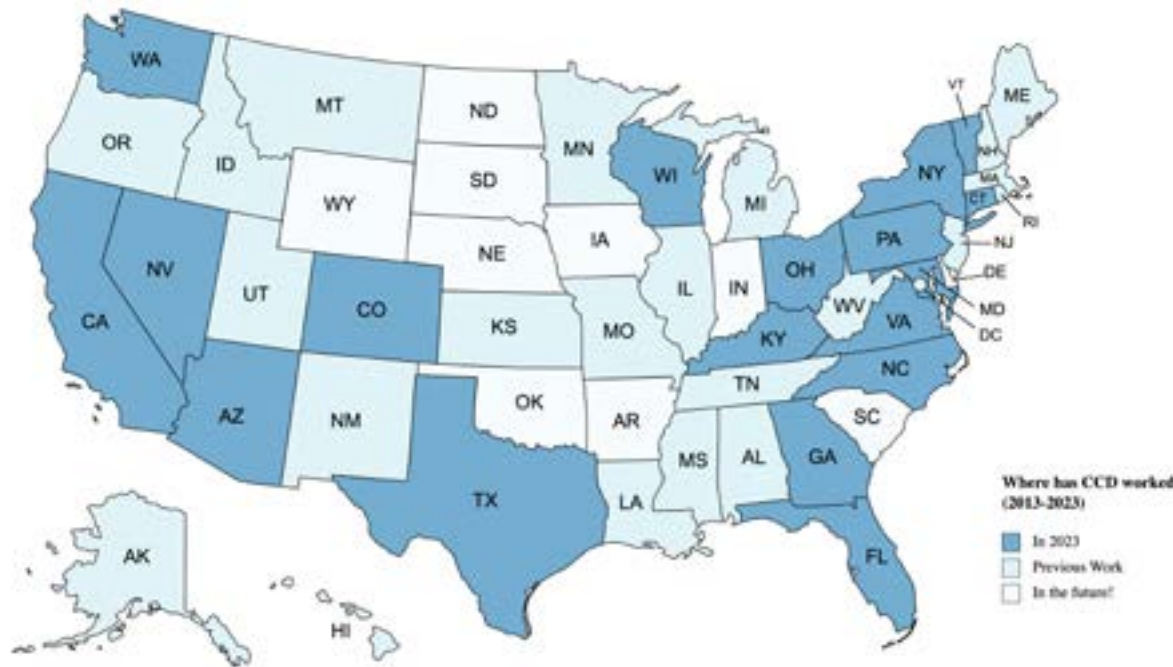 WA
MT
ND
MN
VT
ME
OR
ID
SD
WI
NY
NH
MA
WY
MI
CT
RI
IA
PA
NJ
NE
NV
OH
DE
UT
IL
IN
CA
CO
WV
MD
KS
MO
VA
DC
KY
NC
TN
OK
AZ
NM
AR
SC
MS
AL
GA
TX
LA
Where has CCD worked
(2013-2023)
In 2023
FL
AK
Previous Work
In the future!
HI